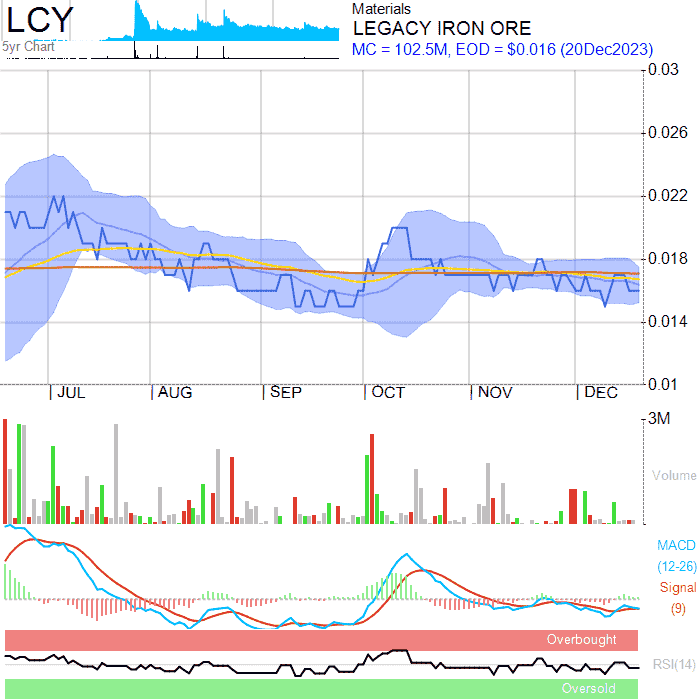 LCY
5yr Chart
Materials
LEGACY IRON ORE
MC = 102.5M, EOD = $0.016 (20Dec2023)
0.03
0.026
0.022
0.018
0.014
0.01
JUL AUG SEP OCT NOV DEC
3M
Volume
MACD
(12-26)
Signal
(9)
Overbought
RSI(14)
Oversold